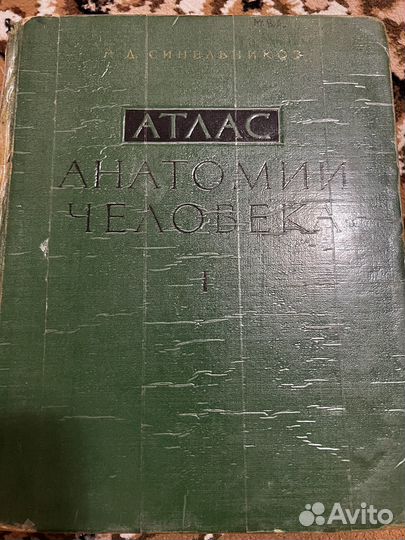 Р. Д. СИНЕЛЬНИКОВ
АТЛАС
АНАТОМИИ
ЧЕЛОВЕКА
I
Avito